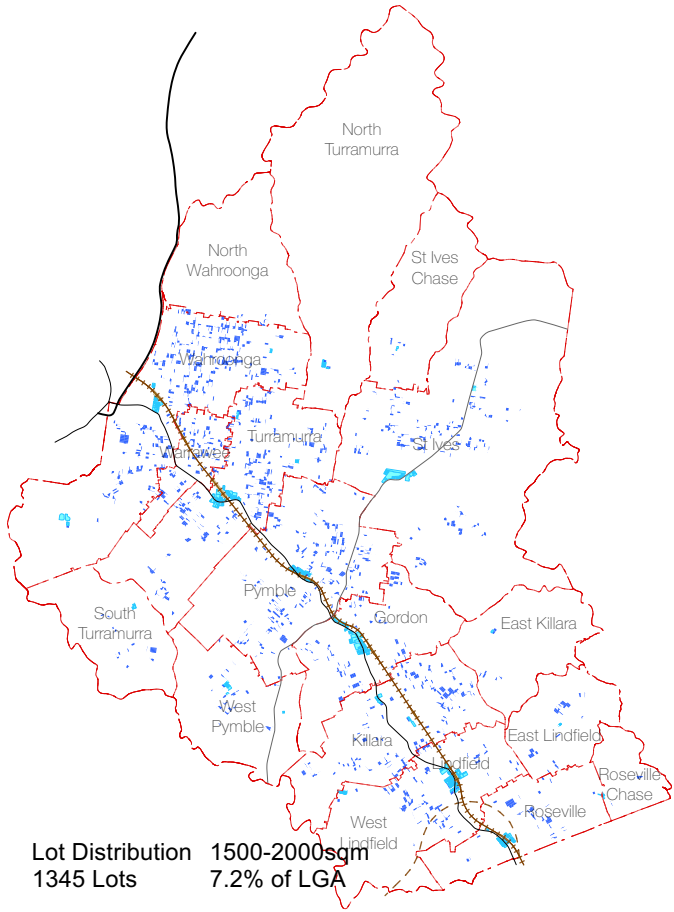 North
Turramurra
North
Wahroonga
St Ives
Chase
Wahroonga
Turramurra
St Ives
Warrawee
Pymble
Gordon
East Killara
South
Turramurra
West
Pymble
Killara
East Lindfield
Lindfield
Roseville
Chase
Roseville
West
Lindfield
Lot Distribution 1500-2000sqm
1345 Lots 7.2% of LGA